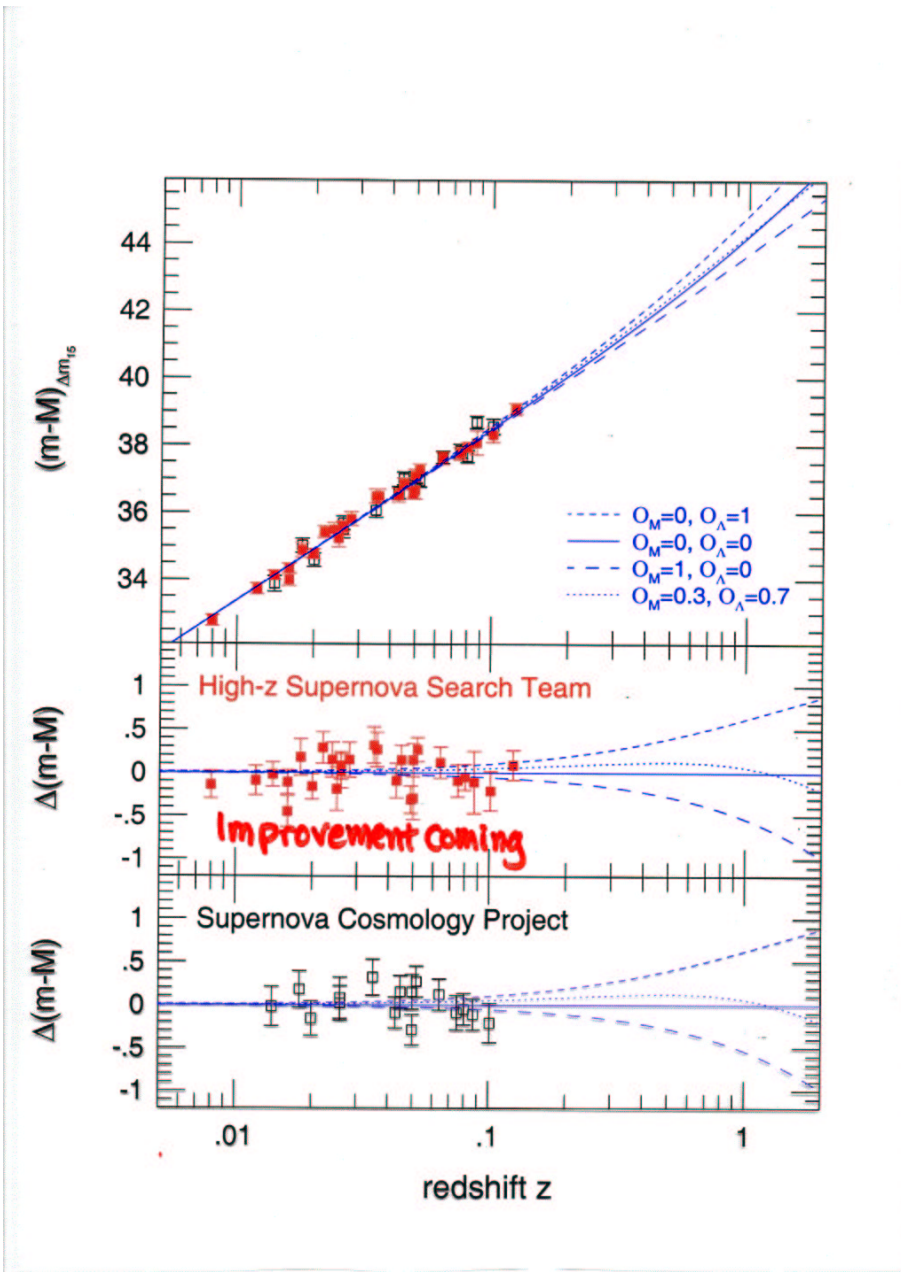 44
42
40
38
36
34
(m-M)Δm15
O_M=0, O_Λ=1
O_M=0, O_Λ=0
O_M=1, O_Λ=0
O_M=0.3, O_Λ=0.7
High-z Supernova Search Team
1
.5
0
-.5
-1
Δ(m-M)
Improvement coming
Supernova Cosmology Project
1
.5
0
-.5
-1
Δ(m-M)
.01 .1 1
redshift z